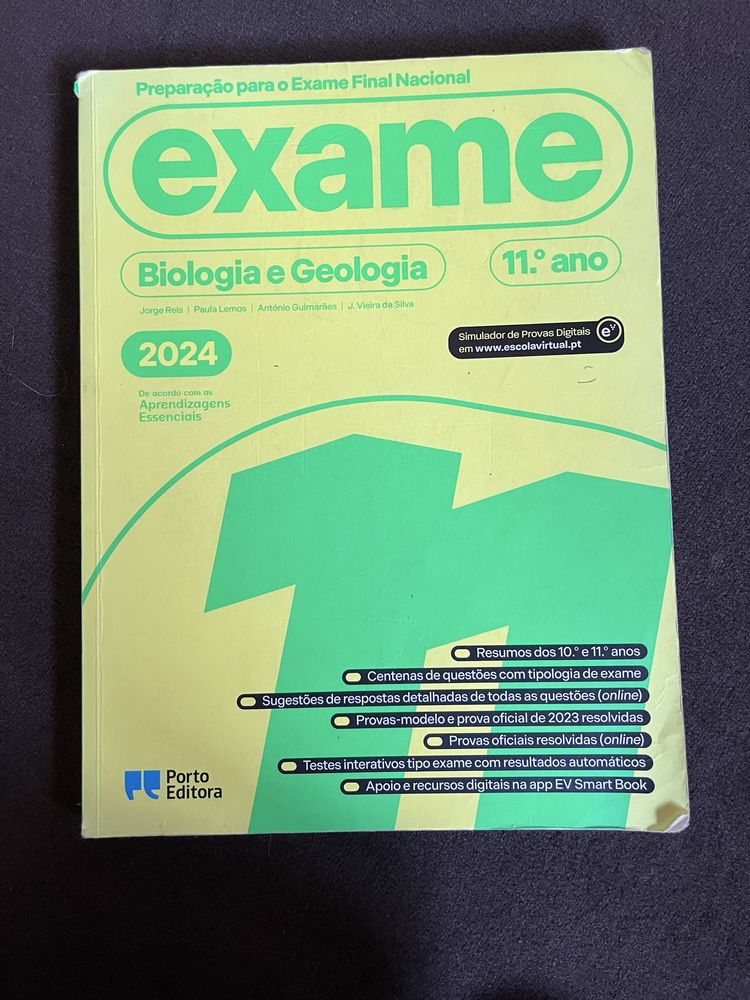 Preparação para o Exame Final Nacional
exame
Biologia e Geologia
11.º ano
Jorge Reis | Paula Lemos | António Guimarães | J. Vieira da Silva
Simulador de Provas Digitais
em www.escolavirtual.pt
2024
De acordo com as
Aprendizagens
Essenciais
11
Resumos dos 10.º e 11.º anos
Centenas de questões com tipologia de exame
Sugestões de respostas detalhadas de todas as questões (online)
Provas-modelo e prova oficial de 2023 resolvidas
Provas oficiais resolvidas (online)
Testes interativos tipo exame com resultados automáticos
Apoio e recursos digitais na app EV Smart Book
Porto
Editora